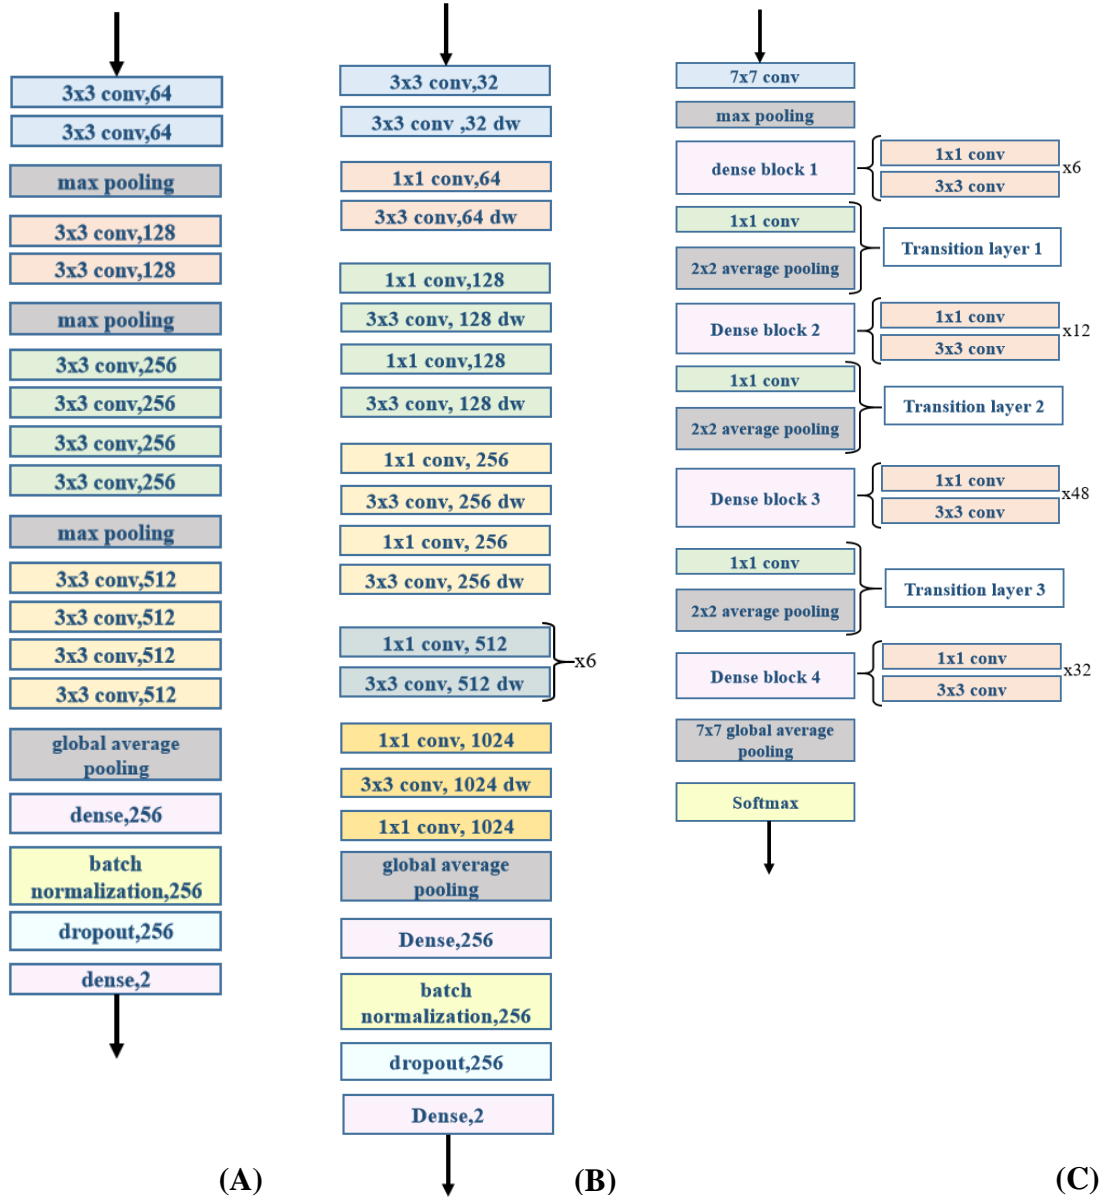 3x3 conv,64
3x3 conv,64
max pooling
3x3 conv,128
3x3 conv,128
max pooling
3x3 conv,256
3x3 conv,256
3x3 conv,256
3x3 conv,256
max pooling
3x3 conv,512
3x3 conv,512
3x3 conv,512
3x3 conv,512
global average
pooling
dense,256
batch
normalization,256
dropout,256
dense,2
(A)
3x3 conv,32
3x3 conv ,32 dw
1x1 conv,64
3x3 conv,64 dw
1x1 conv,128
3x3 conv, 128 dw
1x1 conv,128
3x3 conv, 128 dw
1x1 conv, 256
3x3 conv, 256 dw
1x1 conv, 256
3x3 conv, 256 dw
1x1 conv, 512
3x3 conv, 512 dw
x6
1x1 conv, 1024
3x3 conv, 1024 dw
1x1 conv, 1024
global average
pooling
Dense,256
batch
normalization,256
dropout,256
Dense,2
(B)
7x7 conv
max pooling
dense block 1
1x1 conv
3x3 conv
x6
1x1 conv
2x2 average pooling
Transition layer 1
Dense block 2
1x1 conv
3x3 conv
x12
1x1 conv
2x2 average pooling
Transition layer 2
Dense block 3
1x1 conv
3x3 conv
x48
1x1 conv
2x2 average pooling
Transition layer 3
Dense block 4
1x1 conv
3x3 conv
x32
7x7 global average
pooling
Softmax
(C)